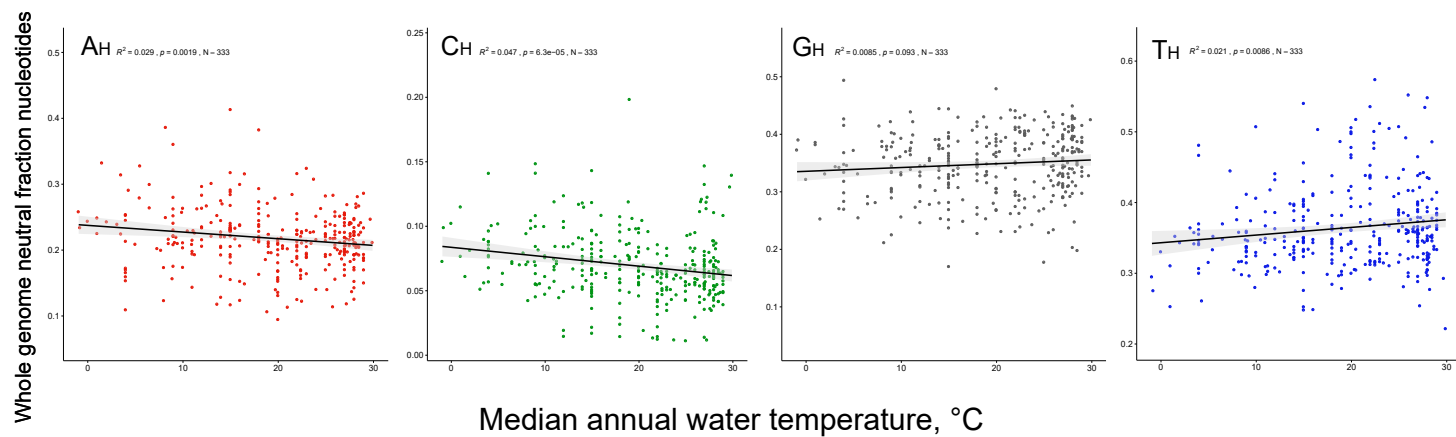 Whole genome neutral fraction nucleotides
AH R² = 0.029 , p = 0.0019 , N − 333
0.5
0.4
0.3
0.2
0.1
0 10 20 30
CH R² = 0.047 , p = 6.3e−05 , N − 333
0.25
0.20
0.15
0.10
0.05
0.00
0 10 20 30
GH R² = 0.0085 , p = 0.093 , N − 333
0.5
0.4
0.3
0.2
0.1
0 10 20 30
TH R² = 0.021 , p = 0.0086 , N − 333
0.6
0.5
0.4
0.3
0.2
0 10 20 30
Median annual water temperature, °C